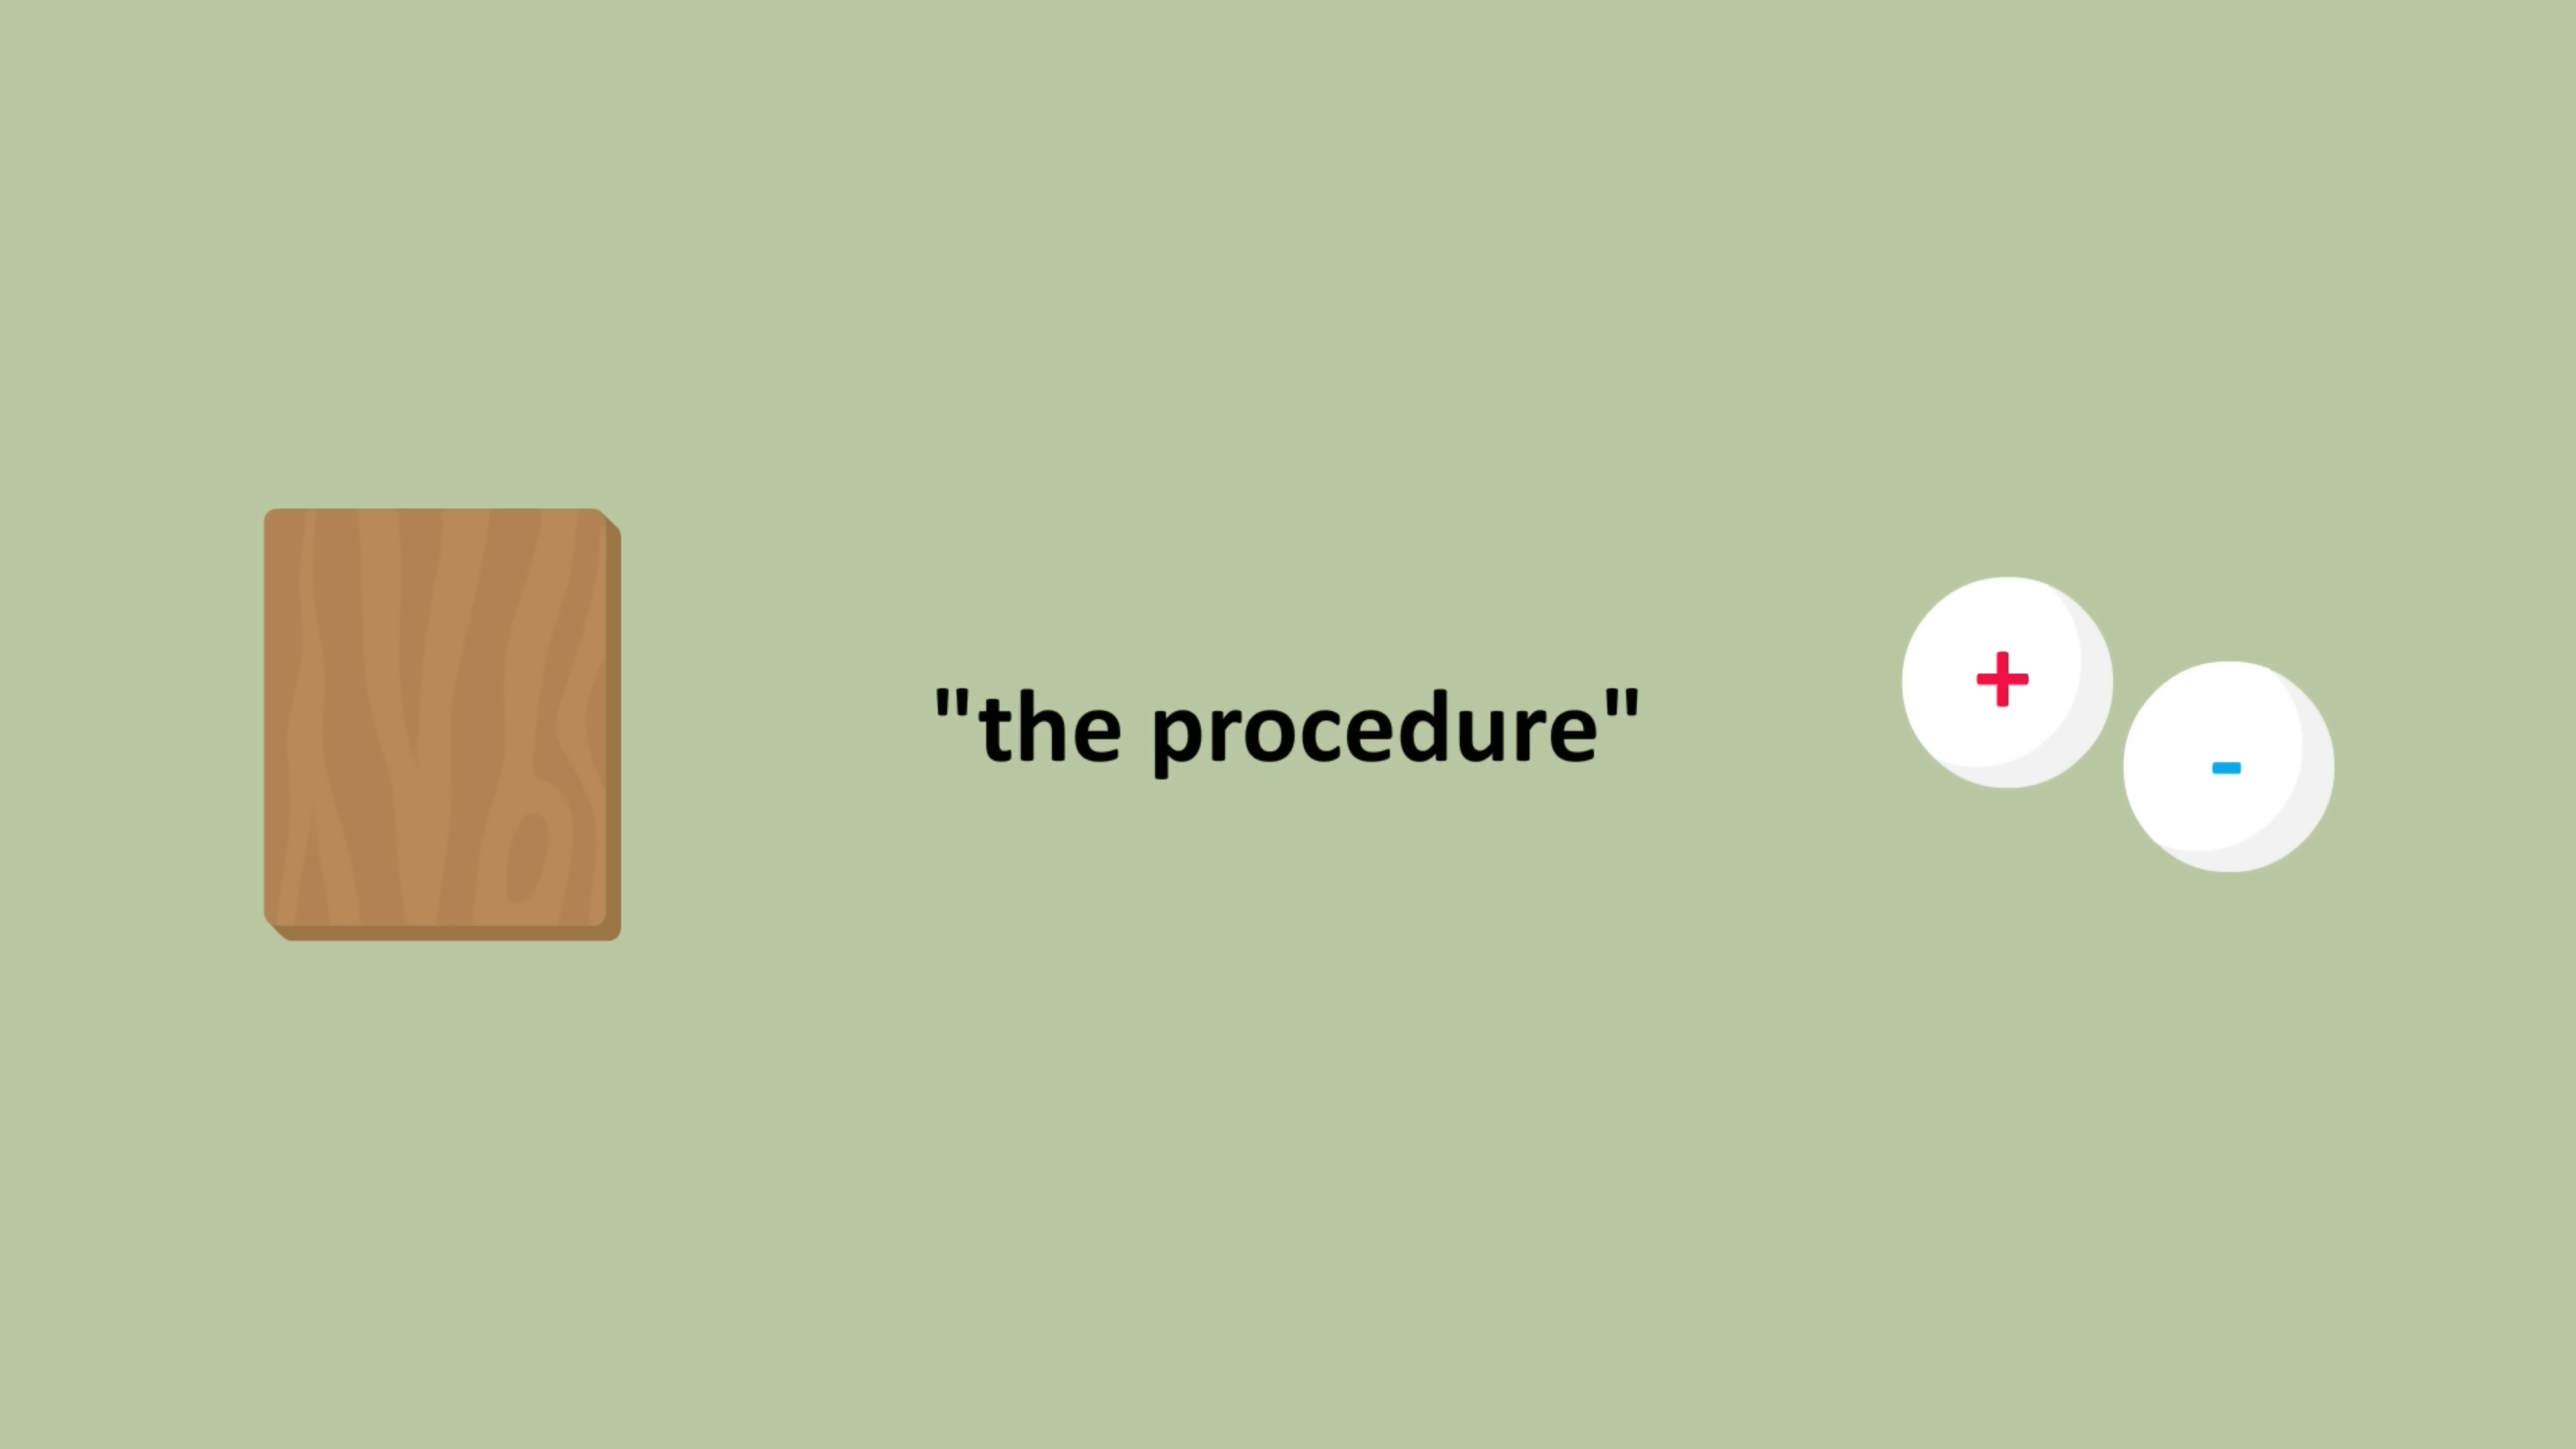 "the procedure"
+
-